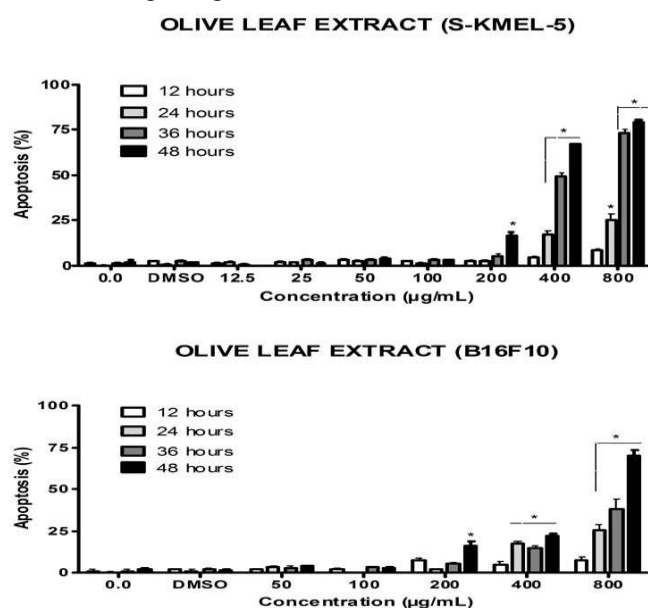 OLIVE LEAF EXTRACT (S-KMEL-5)
100
75
50
25
0
Apoptosis (%)
12 hours
24 hours
36 hours
48 hours
*
*
*
*
0.0 DMSO 12.5 25 50 100 200 400 800
Concentration (µg/mL)
OLIVE LEAF EXTRACT (B16F10)
100
75
50
25
0
Apoptosis (%)
12 hours
24 hours
36 hours
48 hours
*
*
*
0.0 DMSO 50 100 200 400 800
Concentration (µg/mL)